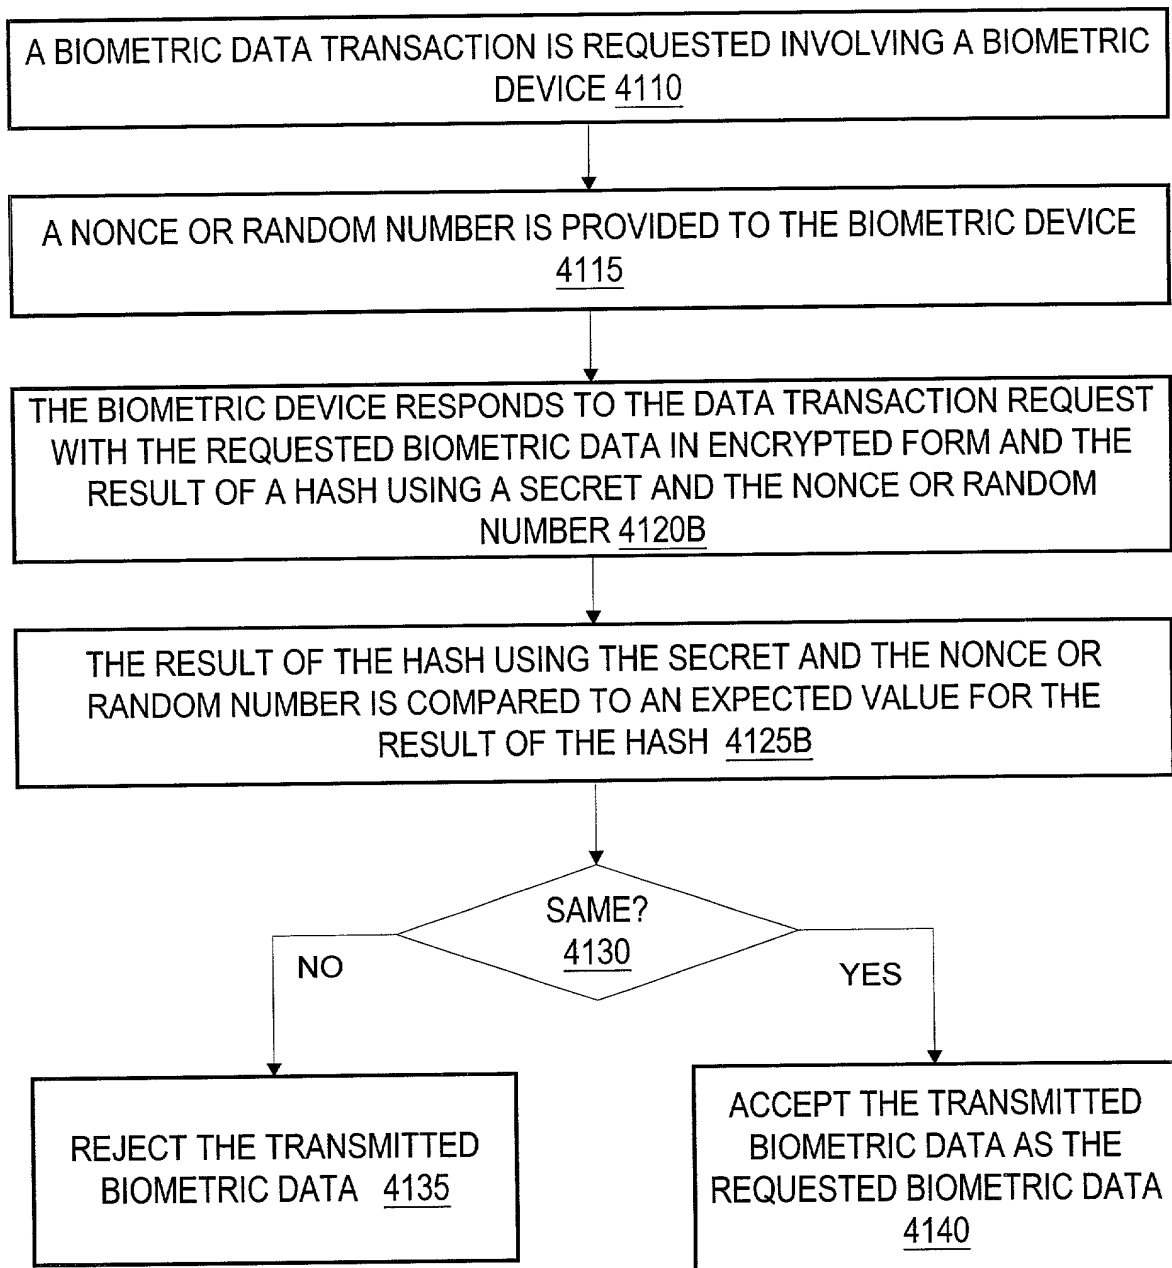 A BIOMETRIC DATA TRANSACTION IS REQUESTED INVOLVING A BIOMETRIC
DEVICE 4110
A NONCE OR RANDOM NUMBER IS PROVIDED TO THE BIOMETRIC DEVICE
4115
THE BIOMETRIC DEVICE RESPONDS TO THE DATA TRANSACTION REQUEST
WITH THE REQUESTED BIOMETRIC DATA IN ENCRYPTED FORM AND THE
RESULT OF A HASH USING A SECRET AND THE NONCE OR RANDOM
NUMBER 4120B
THE RESULT OF THE HASH USING THE SECRET AND THE NONCE OR
RANDOM NUMBER IS COMPARED TO AN EXPECTED VALUE FOR THE
RESULT OF THE HASH 4125B
SAME?
4130
NO
YES
REJECT THE TRANSMITTED
BIOMETRIC DATA 4135
ACCEPT THE TRANSMITTED
BIOMETRIC DATA AS THE
REQUESTED BIOMETRIC DATA
4140